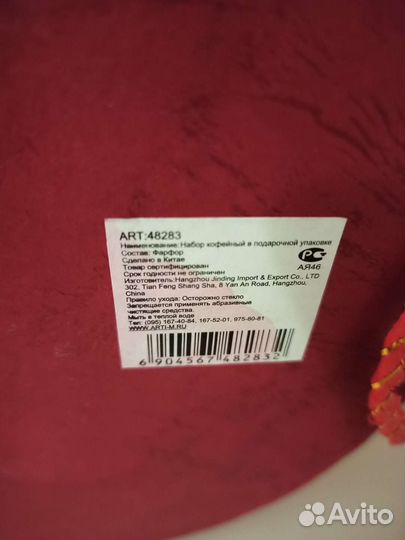 ART:48283
Наименование: Набор кофейный в подарочной упаковке
Состав: Фарфор
Сделано в Китае
Товар сертифицирован
Срок годности не ограничен
PC
АЯ46
Изготовитель: Hangzhou Jinding Import & Export Co., LTD
302, Tian Feng Shang Sha, 8 Yan An Road, Hangzhou,
China
Правило ухода: Осторожно стекло
Запрещается применять абразивные
чистящие средства.
Мыть в теплой воде
Тел: (095) 167-40-84, 167-52-01, 975-60-81
WWW.ARTI-M.RU
6 904567 482832
Avito